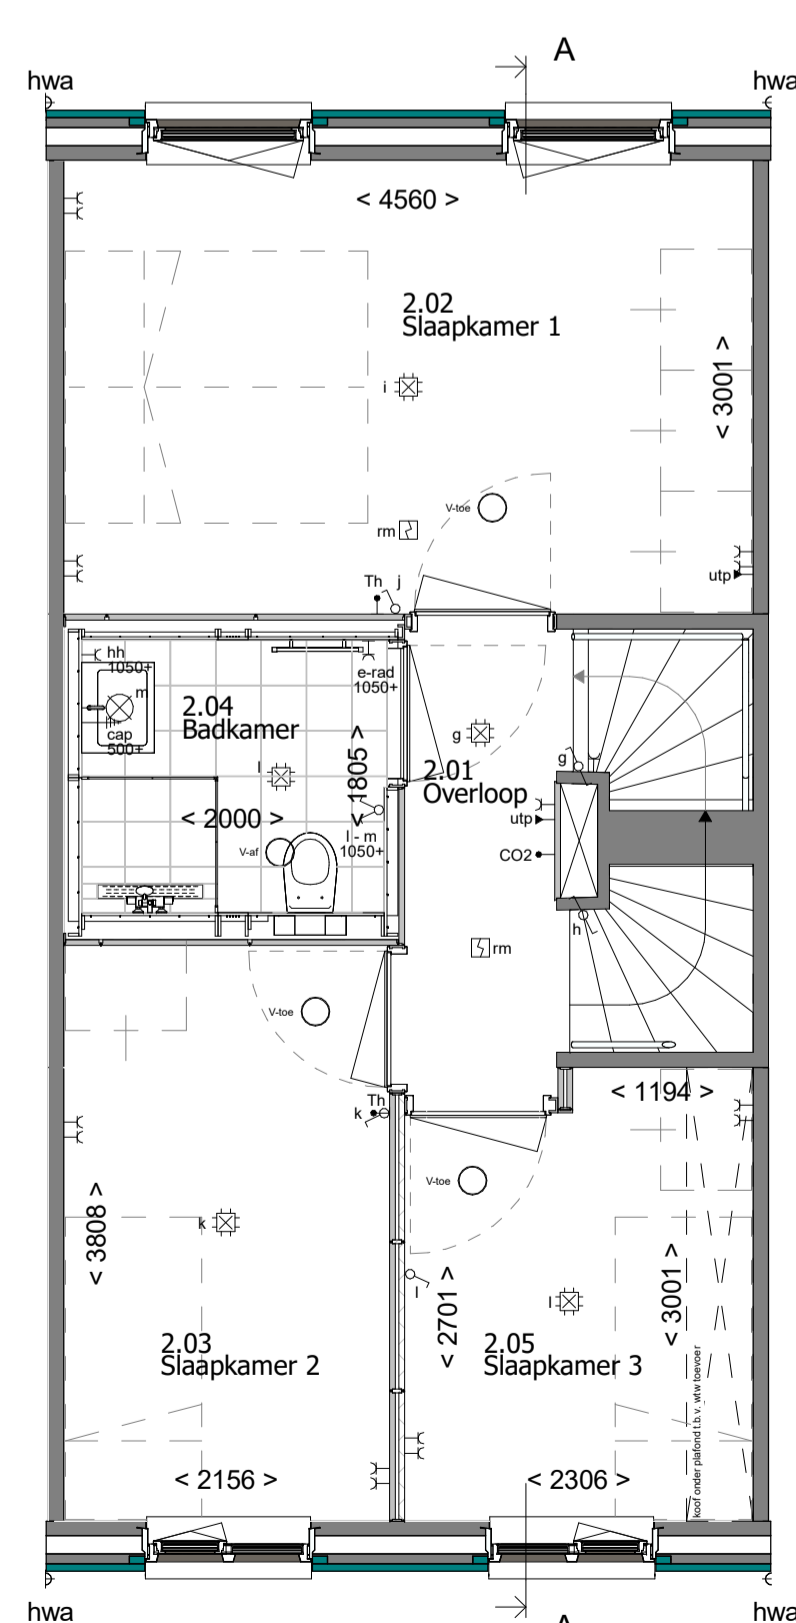 A
hwa
hwa
< 4560 >
2.02
Slaapkamer 1
< 3001 >
i
V-toe
rm
Th
j
utp
hh
1050+
e-rad
1050+
m
2.04
Badkamer
cap
500+
l
< 1805 >
g
2.01
Overloop
g
< 2000 >
utp
l - m
1050+
V-af
CO2
h
rm
V-toe
< 1194 >
Th
k
V-toe
< 3808 >
k
< 2701 >
l
< 3001 >
l
2.03
Slaapkamer 2
2.05
Slaapkamer 3
koof onder plafond t.b.v. wtw toevoer
< 2156 >
< 2306 >
hwa
hwa
A